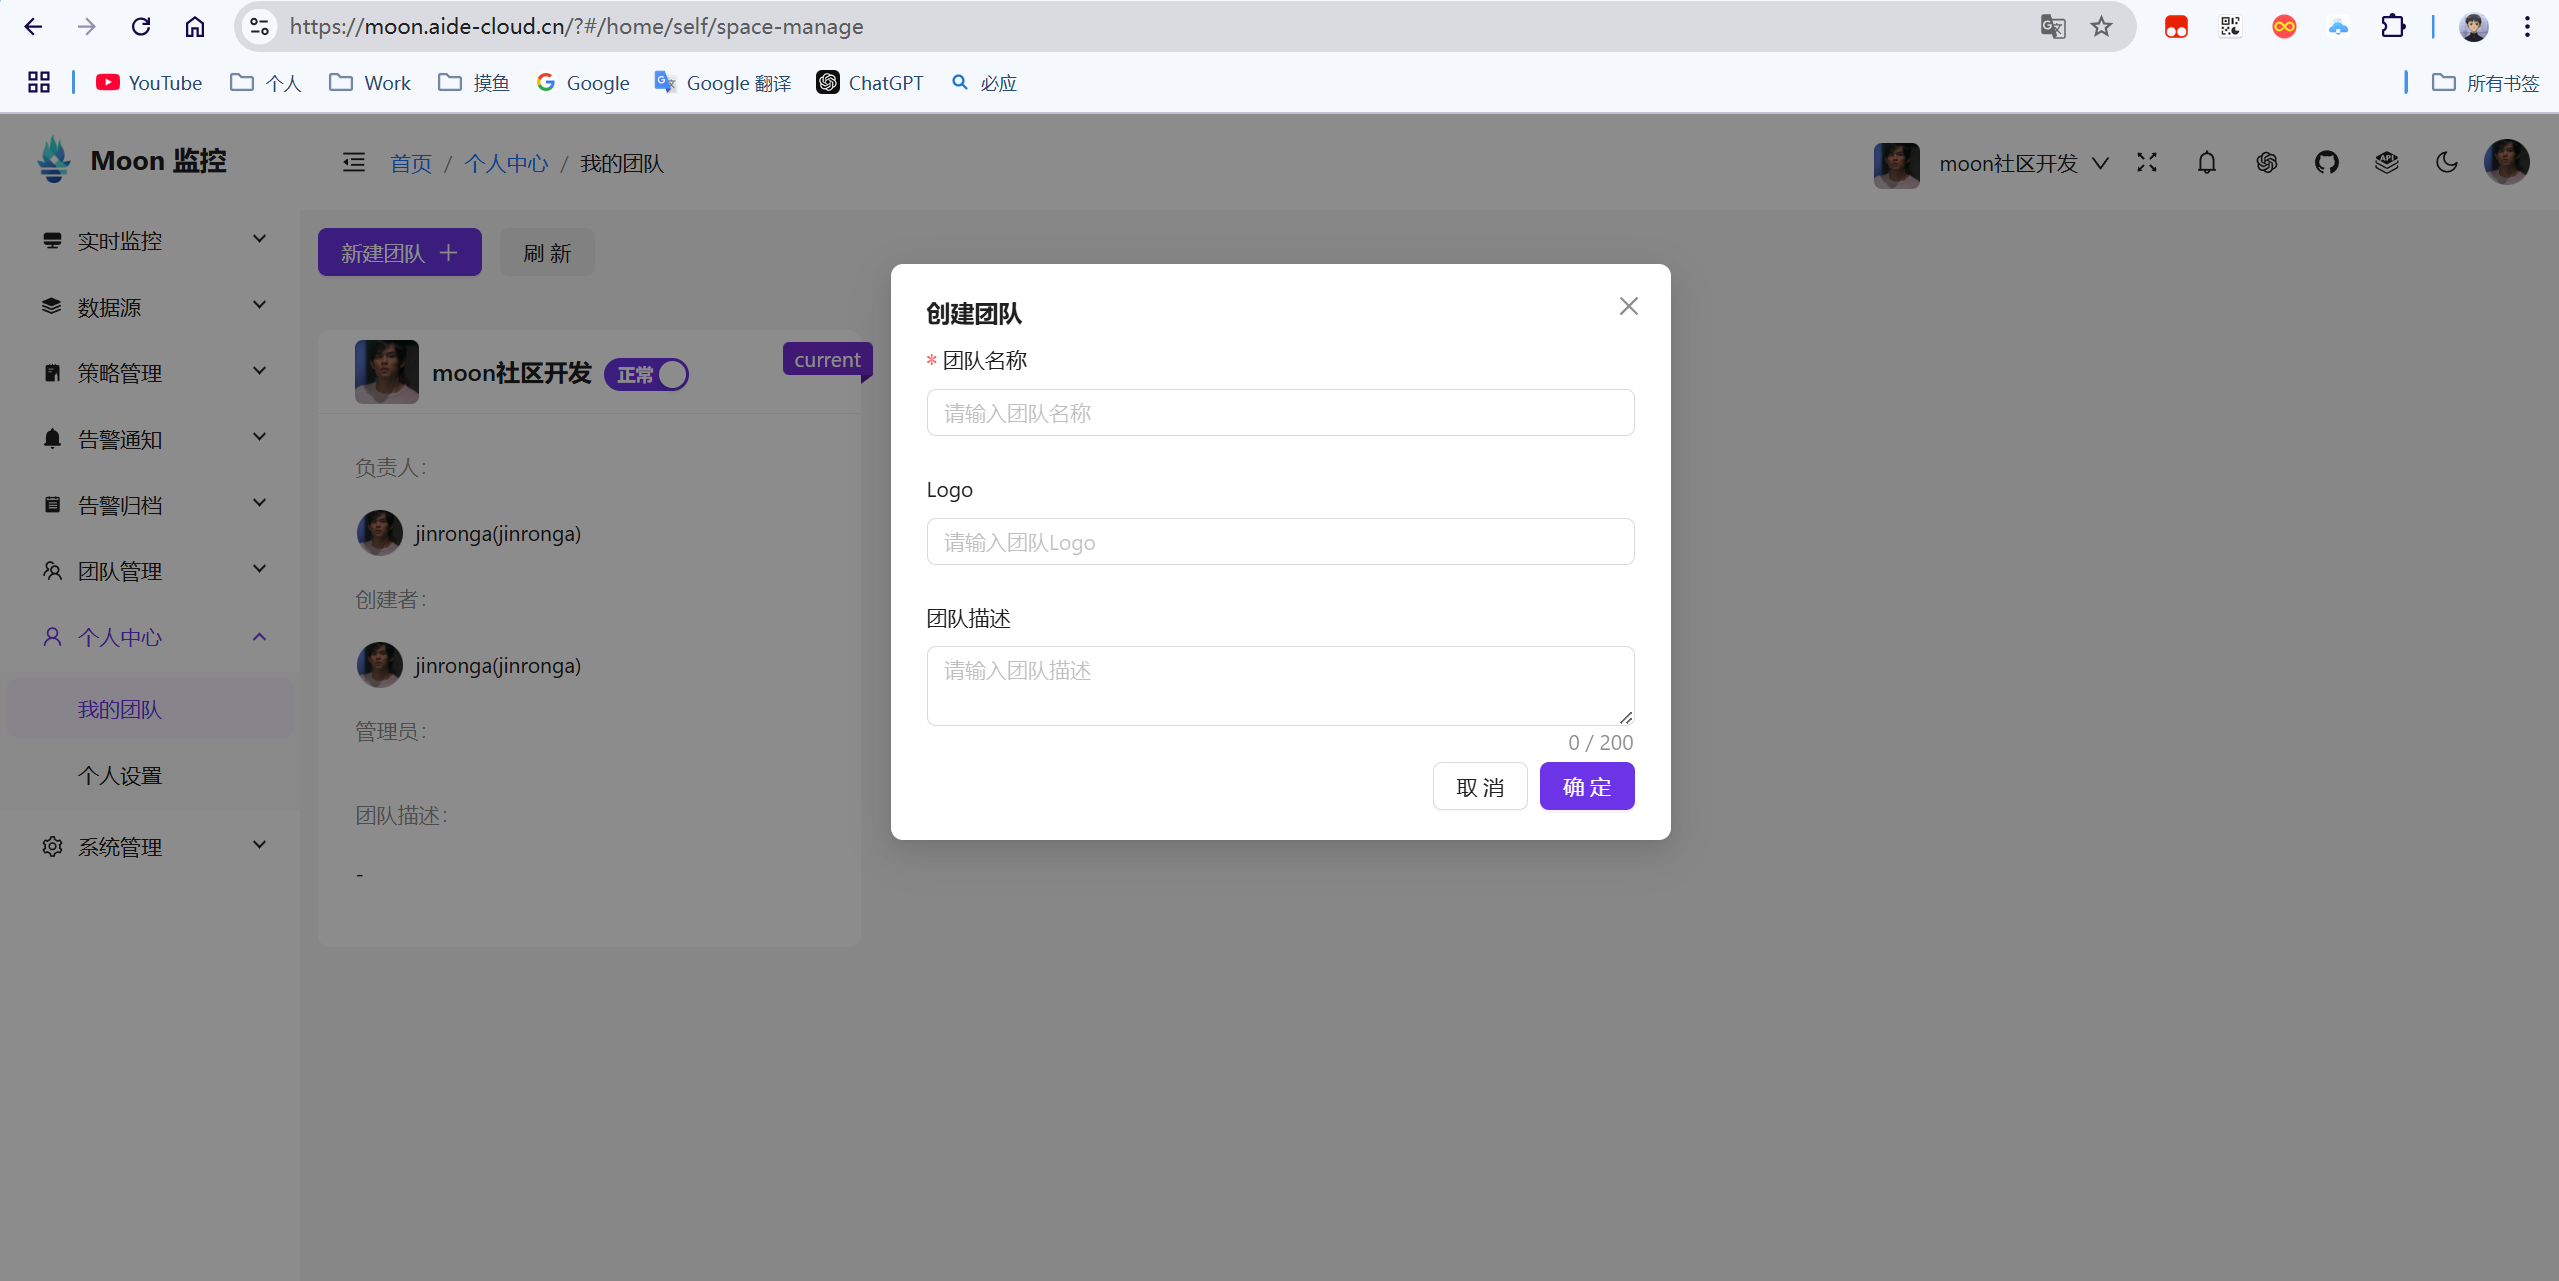 https://moon.aide-cloud.cn/?#/home/self/space-manage
YouTube 个人 Work 摸鱼 Google Google 翻译 ChatGPT 必应 所有书签
Moon 监控
首页 / 个人中心 / 我的团队
moon社区开发
实时监控
数据源
策略管理
告警通知
告警归档
团队管理
个人中心
我的团队
个人设置
系统管理
新建团队
刷 新
moon社区开发 正常
current
负责人:
jinronga(jinronga)
创建者:
jinronga(jinronga)
管理员:
团队描述:
-
创建团队
* 团队名称
请输入团队名称
Logo
请输入团队Logo
团队描述
请输入团队描述
0 / 200
取 消 确 定